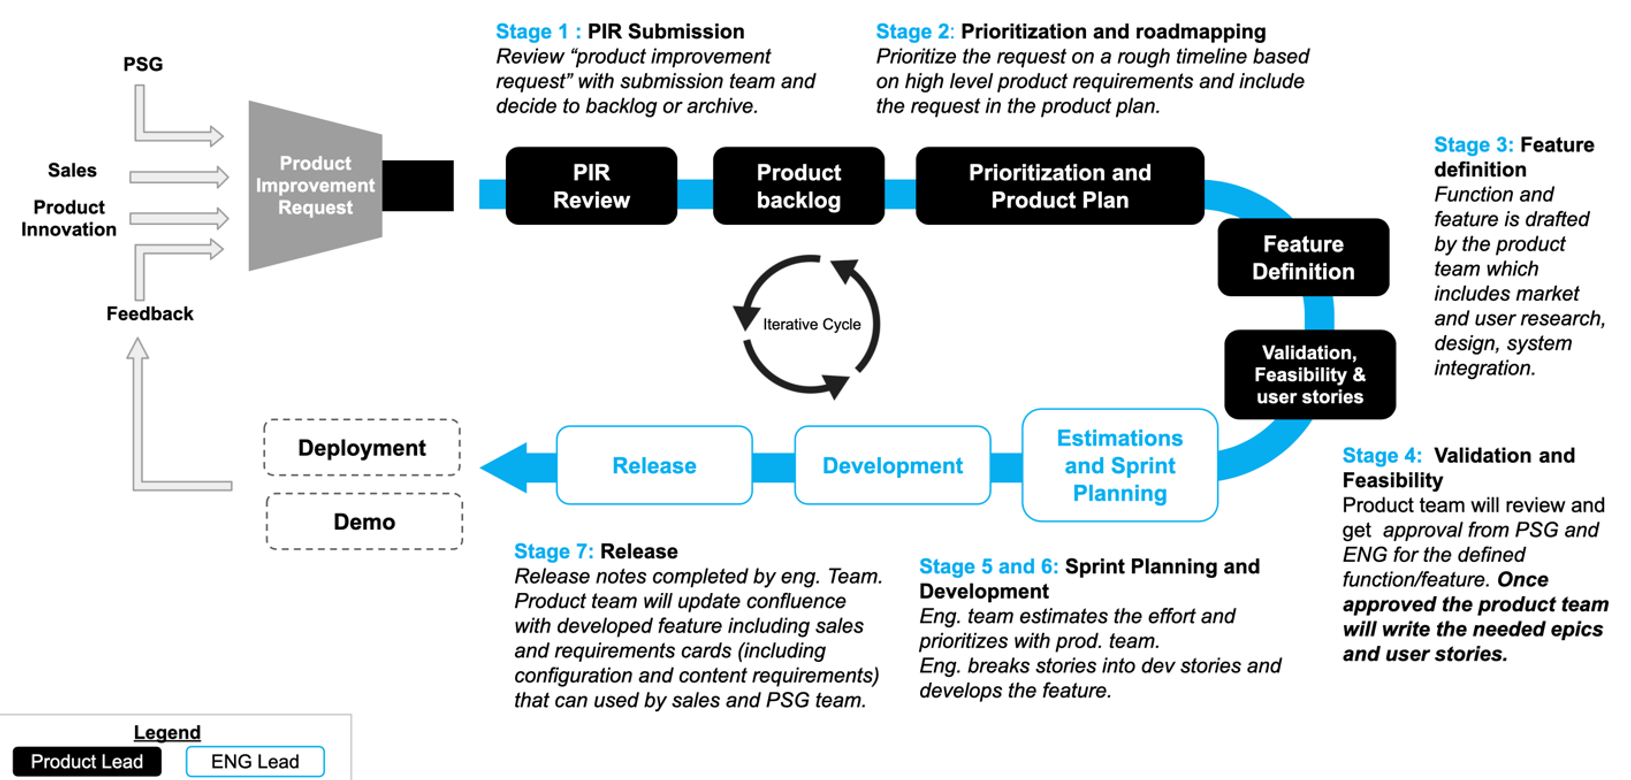 Stage 1 : PIR Submission
Review “product improvement
request” with submission team and
decide to backlog or archive.
Stage 2: Prioritization and roadmapping
Prioritize the request on a rough timeline based
on high level product requirements and include
the request in the product plan.
PSG
Sales
Product
Innovation
Feedback
Product
Improvement
Request
PIR
Review
Product
backlog
Prioritization and
Product Plan
Feature
Definition
Validation,
Feasibility &
user stories
Stage 3: Feature
definition
Function and
feature is drafted
by the product
team which
includes market
and user research,
design, system
integration.
Iterative Cycle
Estimations
and Sprint
Planning
Development
Release
Deployment
Demo
Stage 4: Validation and
Feasibility
Product team will review and
get approval from PSG and
ENG for the defined
function/feature. Once
approved the product team
will write the needed epics
and user stories.
Stage 5 and 6: Sprint Planning and
Development
Eng. team estimates the effort and
prioritizes with prod. team.
Eng. breaks stories into dev stories and
develops the feature.
Stage 7: Release
Release notes completed by eng. Team.
Product team will update confluence
with developed feature including sales
and requirements cards (including
configuration and content requirements)
that can used by sales and PSG team.
Legend
Product Lead
ENG Lead